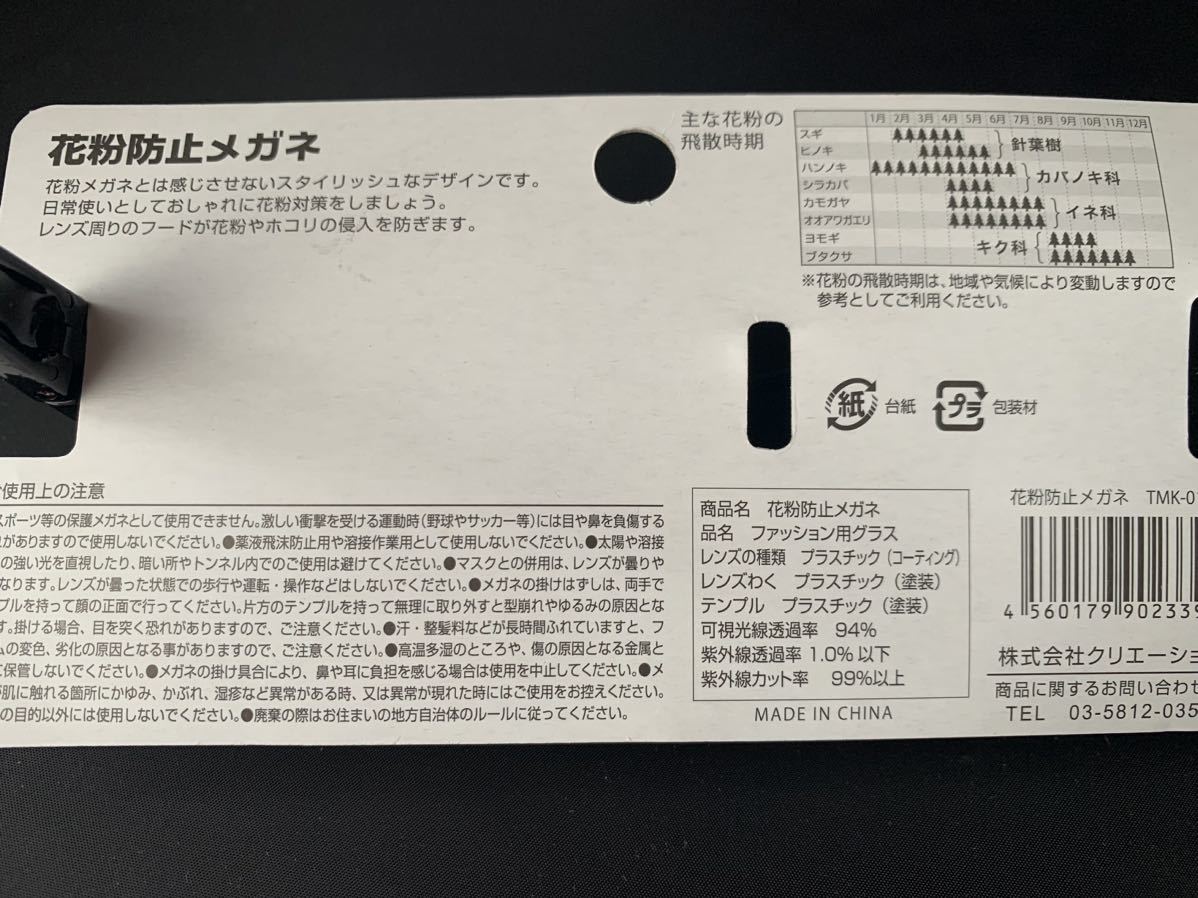 花粉防止メガネ
花粉メガネとは感じさせないスタイリッシュなデザインです。
日常使いとしておしゃれに花粉対策をしましょう。
レンズ周りのフードが花粉やホコリの侵入を防ぎます。
主な花粉の
飛散時期
1月 2月 3月 4月 5月 6月 7月 8月 9月 10月 11月 12月
スギ
ヒノキ
針葉樹
ハンノキ
シラカバ
カバノキ科
カモガヤ
オオアワガエリ
イネ科
ヨモギ
ブタクサ
キク科
※花粉の飛散時期は、地域や気候により変動しますので
参考としてご利用ください。
紙 台紙 プラ 包装材
使用上の注意
スポーツ等の保護メガネとして使用できません。激しい衝撃を受ける運動時(野球やサッカー等)には目や鼻を負傷する
がありますので使用しないでください。●薬液飛沫防止用や溶接作業用として使用しないでください。●太陽や溶接
の強い光を直視したり、暗い所やトンネル内でのご使用は避けてください。●マスクとの併用は、レンズが曇りや
なります。レンズが曇った状態での歩行や運転・操作などはしないでください。●メガネの掛けはずしは、両手で
プルを持って顔の正面で行ってください。片方のテンプルを持って無理に取り外すと型崩れやゆるみの原因とな
す。掛ける場合、目を突く恐れがありますので、ご注意ください。●汗・整髪料などが長時間ふれていますと、フ
ムの変色、劣化の原因となる事がありますので、ご注意ください。●高温多湿のところや、傷の原因となる金属と
に保管しないでください。●メガネの掛け具合により、鼻や耳に負担を感じる場合は使用を中止してください。●メ
が肌に触れる箇所にかゆみ、かぶれ、湿疹など異常がある時、又は異常が現れた時にはご使用をお控えください。
の目的以外には使用しないでください。●廃棄の際はお住まいの地方自治体のルールに従ってください。
商品名 花粉防止メガネ
品名 ファッション用グラス
レンズの種類 プラスチック(コーティング)
レンズわく プラスチック(塗装)
テンプル プラスチック(塗装)
可視光線透過率 94%
紫外線透過率 1.0%以下
紫外線カット率 99%以上
MADE IN CHINA
花粉防止メガネ TMK-0
4 560179 902339
株式会社クリエーショ
商品に関するお問い合わせ
TEL 03-5812-035